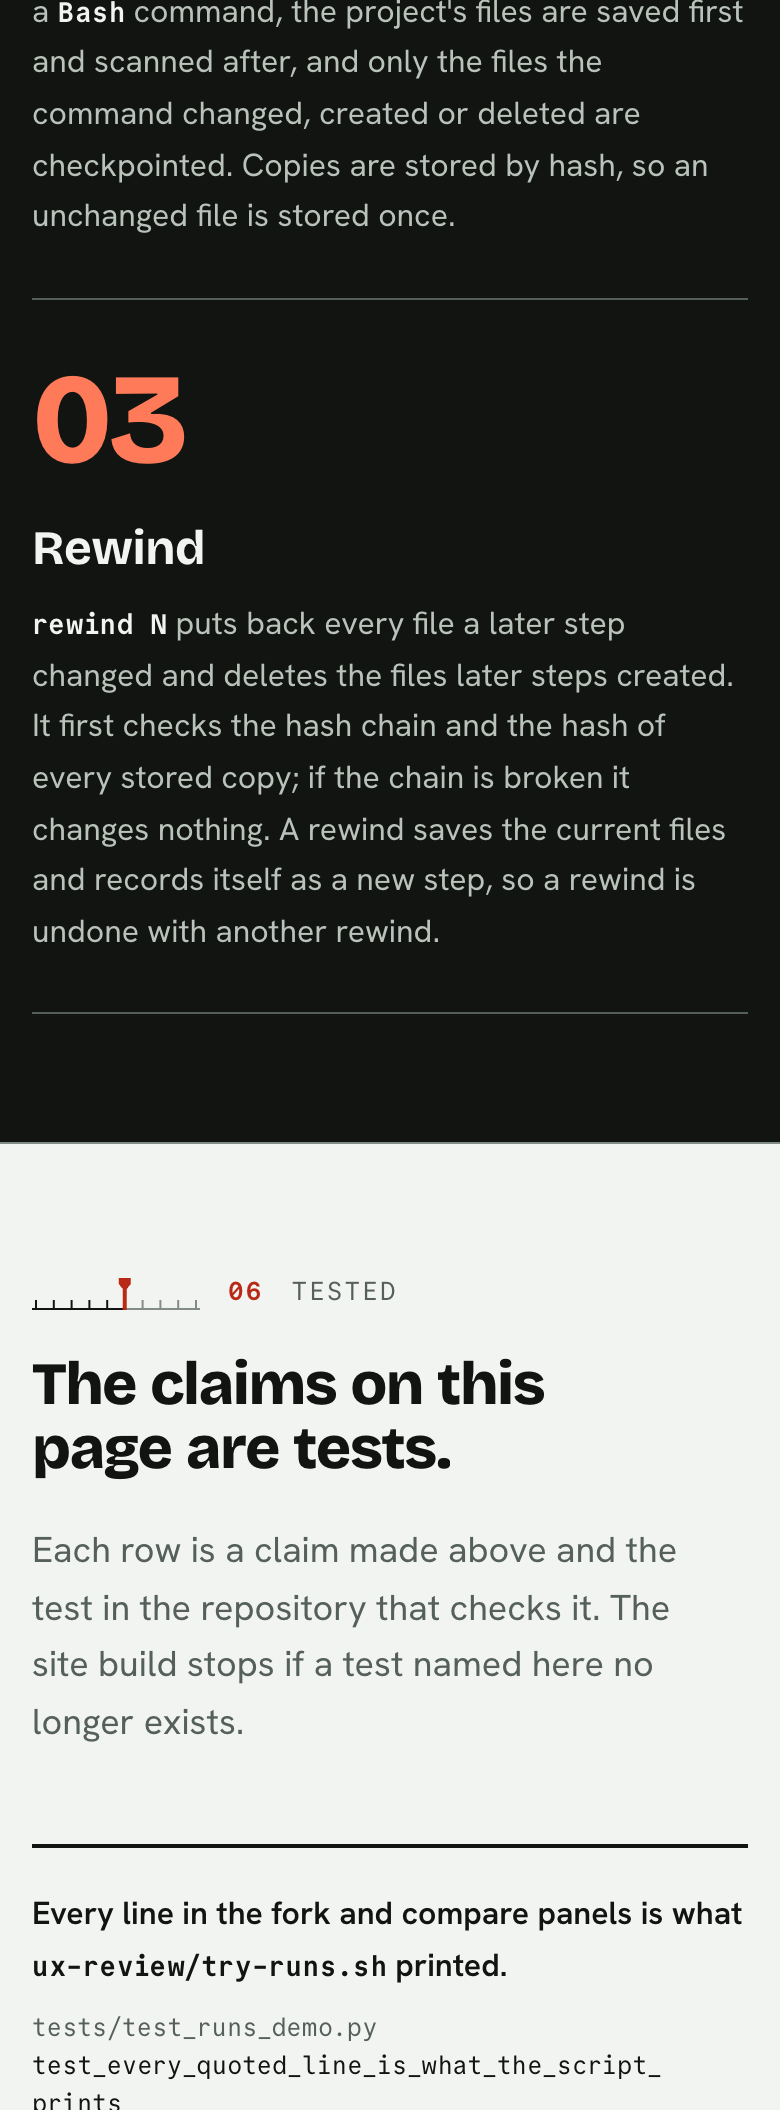 a Bash command, the project's files are saved first
and scanned after, and only the files the
command changed, created or deleted are
checkpointed. Copies are stored by hash, so an
unchanged file is stored once.
03
Rewind
rewind N puts back every file a later step
changed and deletes the files later steps created.
It first checks the hash chain and the hash of
every stored copy; if the chain is broken it
changes nothing. A rewind saves the current files
and records itself as a new step, so a rewind is
undone with another rewind.
06 TESTED
The claims on this
page are tests.
Each row is a claim made above and the
test in the repository that checks it. The
site build stops if a test named here no
longer exists.
Every line in the fork and compare panels is what
ux-review/try-runs.sh printed.
tests/test_runs_demo.py
test_every_quoted_line_is_what_the_script_
prints